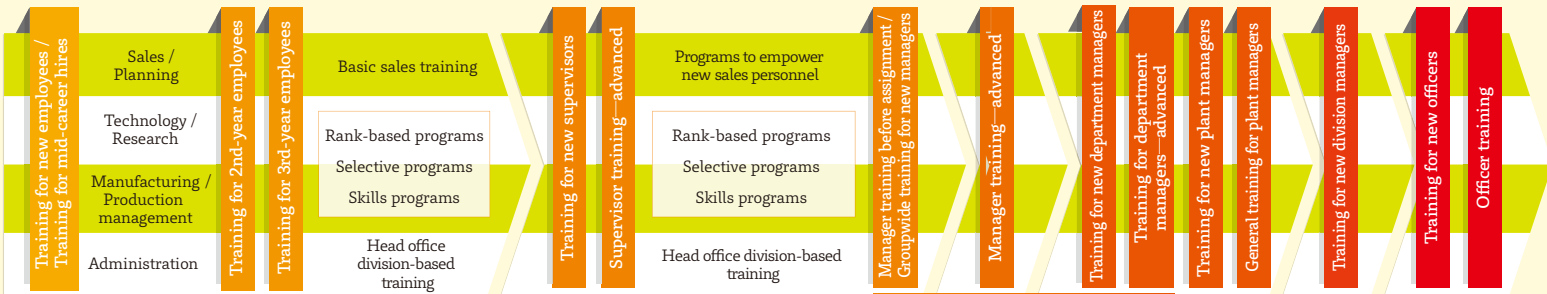 Training for new employees /
Training for mid-career hires
Sales /
Planning
Technology /
Research
Manufacturing /
Production
management
Administration
Training for 2nd-year employees
Training for 3rd-year employees
Basic sales training
Rank-based programs
Selective programs
Skills programs
Head office
division-based
training
Training for new supervisors
Supervisor training—advanced
Programs to empower
new sales personnel
Rank-based programs
Selective programs
Skills programs
Head office division-based
training
Manager training before assignment /
Groupwide training for new managers
Manager training—advanced
Training for new department managers
Training for department
managers—advanced
Training for new plant managers
General training for plant managers
Training for new division managers
Training for new officers
Officer training